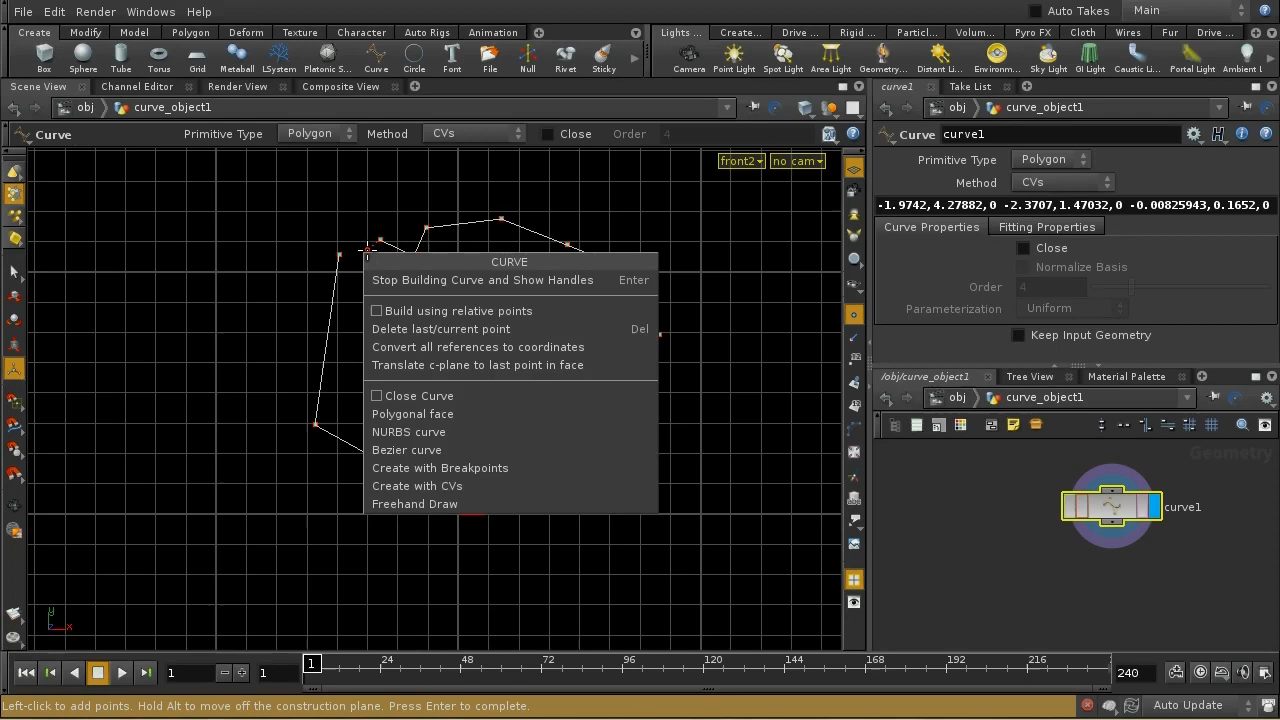 File Edit Render Windows Help Auto Takes Main
Create Modify Model Polygon Deform Texture Character Auto Rigs Animation Lights ... Create... Drive ... Rigid ... Particl... Volum... Pyro FX Cloth Wires Fur Drive ...
Box Sphere Tube Torus Grid Metaball LSystem Platonic S... Curve Circle Font File Null Rivet Sticky Camera Point Light Spot Light Area Light Geometry... Distant Li... Environm... Sky Light GI Light Caustic Li... Portal Light Ambient l
Scene View Channel Editor Render View Composite View curve1 Take List
obj curve_object1 obj curve_object1
Curve Primitive Type Polygon Method CVs Close Order 4 Curve curve1
front2 no cam
Primitive Type Polygon
Method CVs
-1.9742,4.27882,0 -2.3707,1.47032,0 -0.00825943,0.1652,0
Curve Properties Fitting Properties
Close
Normalize Basis
Order 4
Parameterization Uniform
Keep Input Geometry
CURVE
Stop Building Curve and Show Handles Enter
Build using relative points
Delete last/current point Del
Convert all references to coordinates
Translate c-plane to last point in face
Close Curve
Polygonal face
NURBS curve
Bezier curve
Create with Breakpoints
Create with CVs
Freehand Draw
/obj/curve_object1 Tree View Material Palette
obj curve_object1
Geometry
curve1
y
z x
1 1 1 24 48 72 96 120 144 168 192 216 240
Left-click to add points. Hold Alt to move off the construction plane. Press Enter to complete. Auto Update